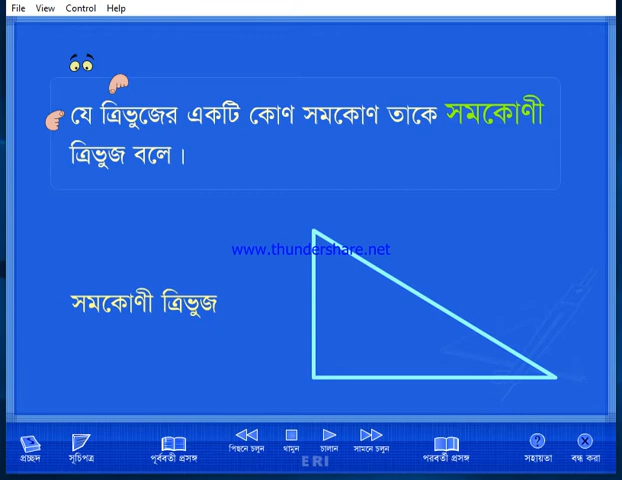 File View Control Help
যে ত্রিভুজের একটি কোণ সমকোণ তাকে সমকোণী
ত্রিভুজ বলে।
www.thundershare.net
সমকোণী ত্রিভুজ
প্রচ্ছদ সূচিপত্র পূর্ববর্তী প্রসঙ্গ পিছনে চলুন থামুন চালান সামনে চলুন পরবর্তী প্রসঙ্গ সহায়তা বন্ধ করা
ERI